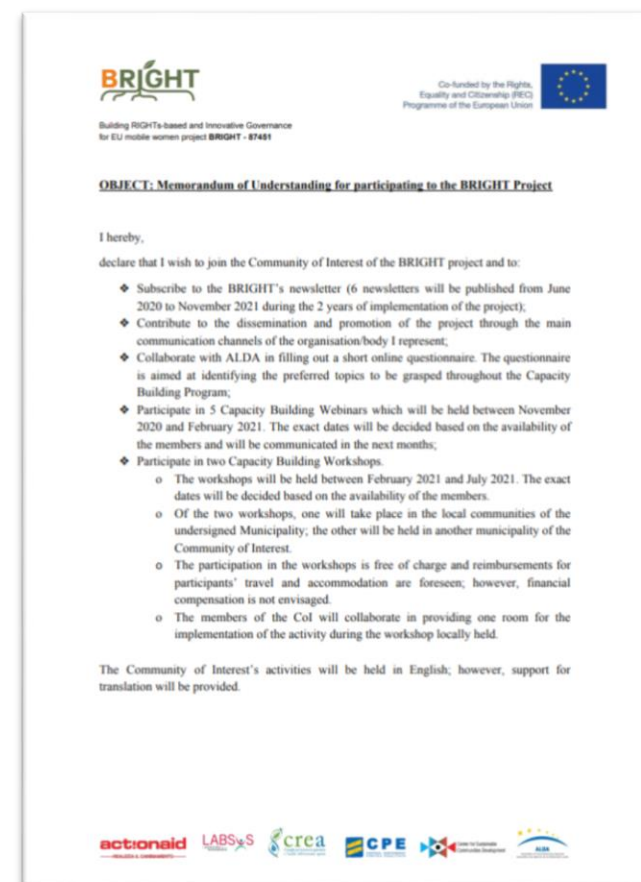 BRIGHT
Co-funded by the Rights,
Equality and Citizenship (REC)
Programme of the European Union
Building RIGHTs-based and Innovative Governance
for EU mobile women project BRIGHT - 87451
OBJECT: Memorandum of Understanding for participating to the BRIGHT Project
I hereby,
declare that I wish to join the Community of Interest of the BRIGHT project and to:
❖ Subscribe to the BRIGHT's newsletter (6 newsletters will be published from June
2020 to November 2021 during the 2 years of implementation of the project);
❖ Contribute to the dissemination and promotion of the project through the main
communication channels of the organisation/body I represent;
❖ Collaborate with ALDA in filling out a short online questionnaire. The questionnaire
is aimed at identifying the preferred topics to be grasped throughout the Capacity
Building Program;
❖ Participate in 5 Capacity Building Webinars which will be held between November
2020 and February 2021. The exact dates will be decided based on the availability of
the members and will be communicated in the next months;
❖ Participate in two Capacity Building Workshops.
o The workshops will be held between February 2021 and July 2021. The exact
dates will be decided based on the availability of the members.
o Of the two workshops, one will take place in the local communities of the
undersigned Municipality; the other will be held in another municipality of the
Community of Interest.
o The participation in the workshops is free of charge and reimbursements for
participants' travel and accommodation are foreseen; however, financial
compensation is not envisaged.
o The members of the CoI will collaborate in providing one room for the
implementation of the activity during the workshop locally held.
The Community of Interest's activities will be held in English; however, support for
translation will be provided.
actionaid
LABSUS
crea
CPE
Center for Sustainable
Communities Development
ALDA